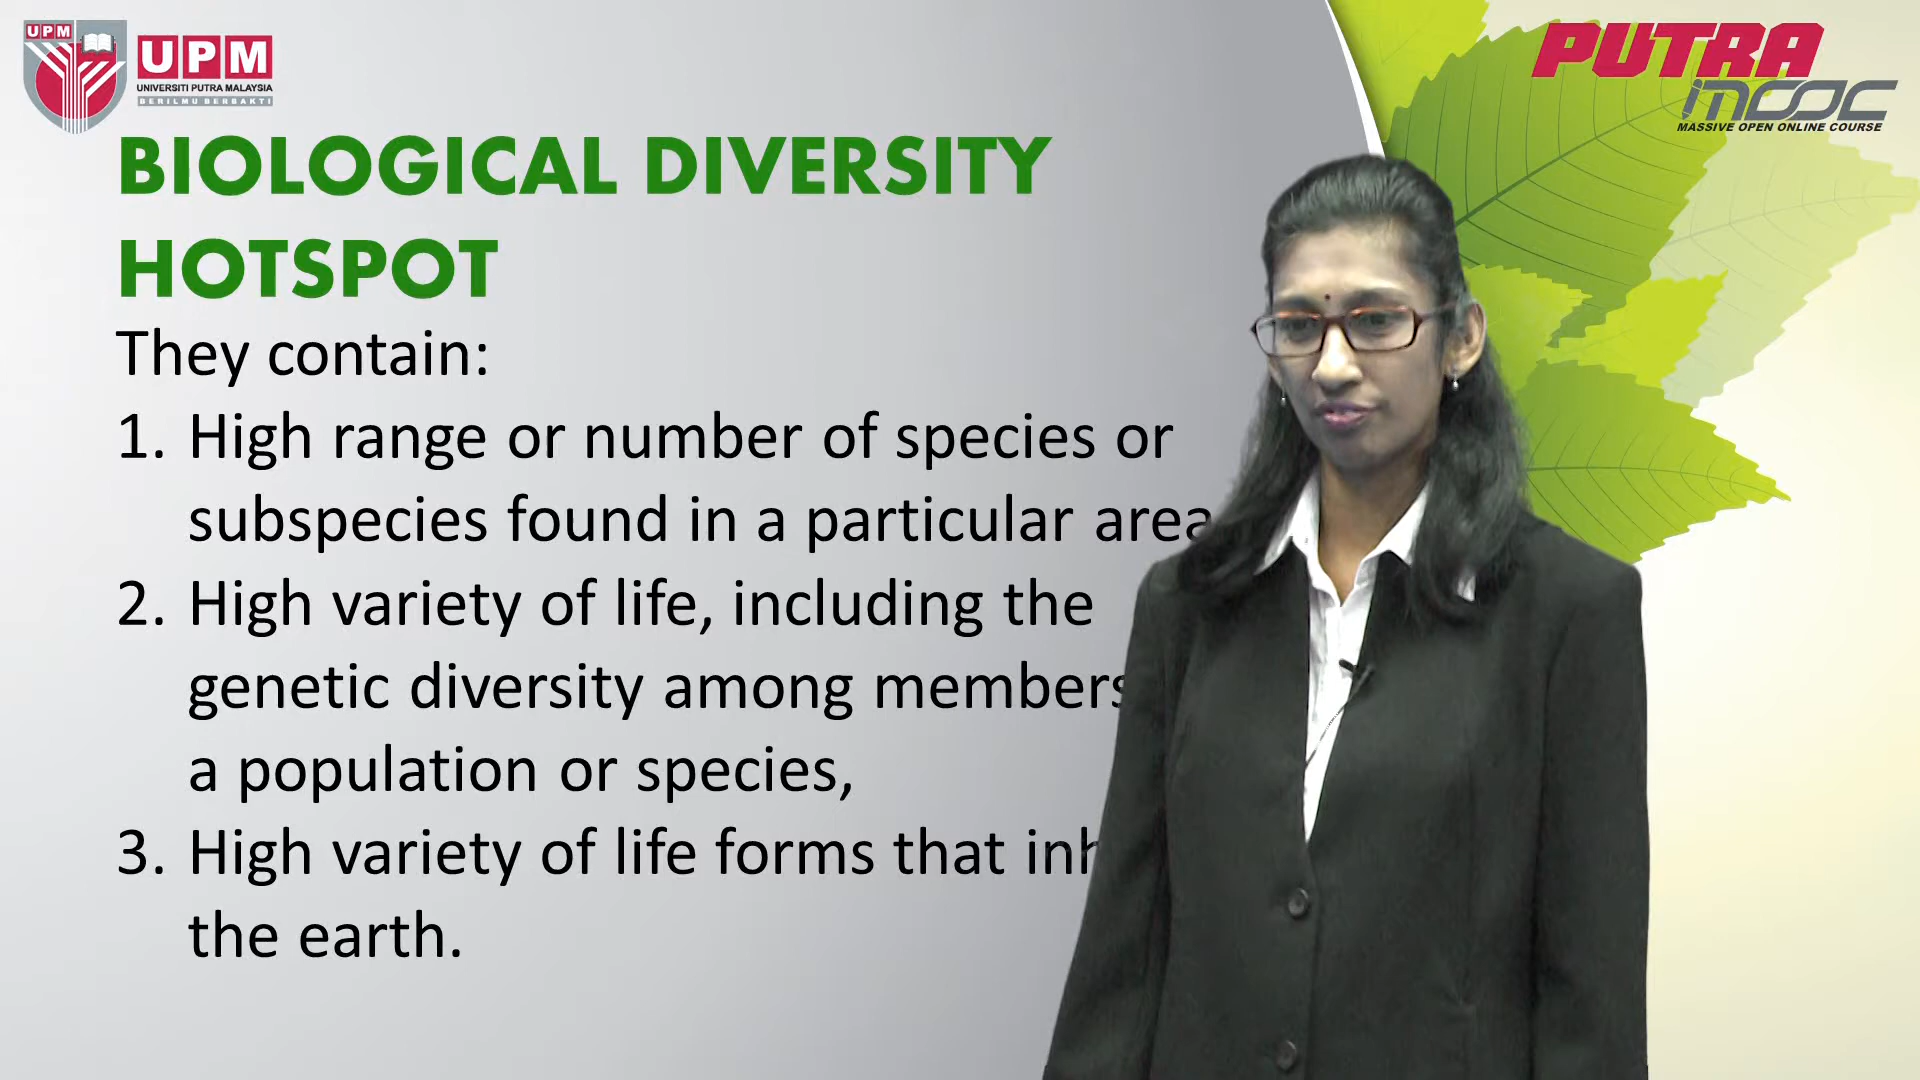 UPM
UPM
UNIVERSITI PUTRA MALAYSIA
BERILMU BERBAKTI
PUTRA
mooc
MASSIVE OPEN ONLINE COURSE
BIOLOGICAL DIVERSITY
HOTSPOT
They contain:
1. High range or number of species or
subspecies found in a particular area
2. High variety of life, including the
genetic diversity among members
a population or species,
3. High variety of life forms that
the earth.